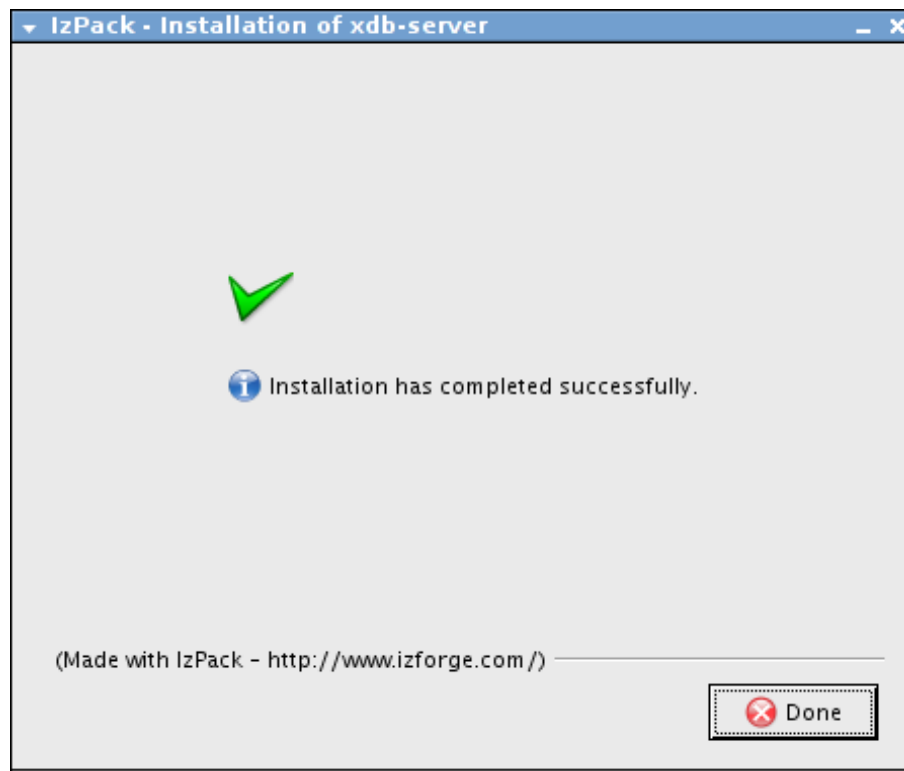 IzPack - Installation of xdb-server
Installation has completed successfully.
(Made with IzPack - http://www.izforge.com/)
Done